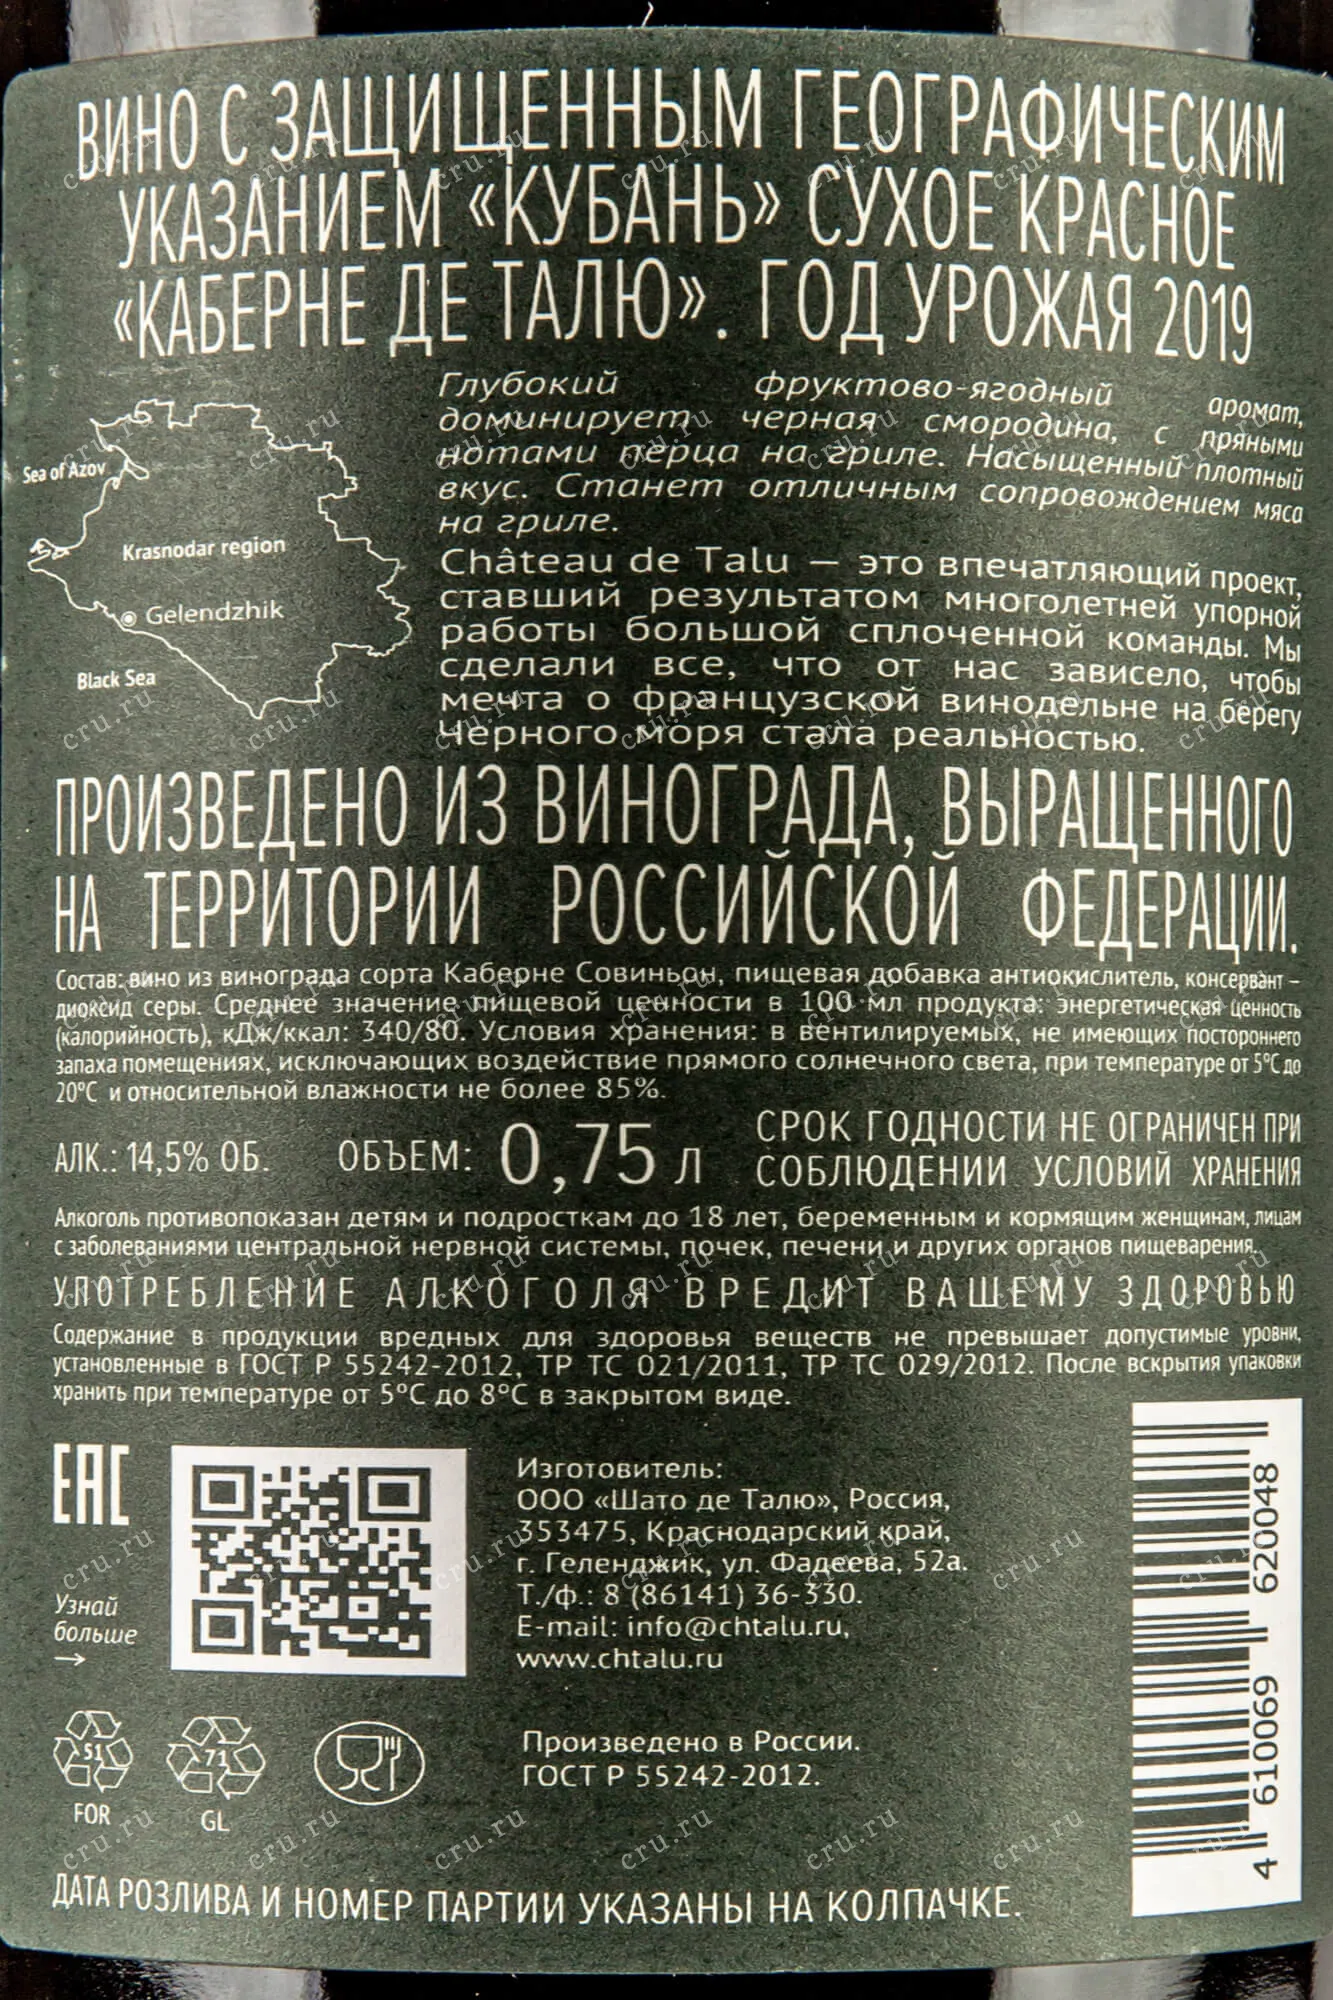 ВИНО С ЗАЩИЩЕННЫМ ГЕОГРАФИЧЕСКИМ
УКАЗАНИЕМ «КУБАНЬ» СУХОЕ КРАСНОЕ
«КАБЕРНЕ ДЕ ТАЛЮ». ГОД УРОЖАЯ 2019
Sea of Azov
Krasnodar region
Gelendzhik
Black Sea
Глубокий фруктово-ягодный аромат,
доминирует черная смородина, с пряными
нотами перца на гриле. Насыщенный плотный
вкус. Станет отличным сопровождением мяса
на гриле.
Château de Talu — это впечатляющий проект,
ставший результатом многолетней упорной
работы большой сплоченной команды. Мы
сделали все, что от нас зависело, чтобы
мечта о французской винодельне на берегу
Черного моря стала реальностью.
ПРОИЗВЕДЕНО ИЗ ВИНОГРАДА, ВЫРАЩЕННОГО
НА ТЕРРИТОРИИ РОССИЙСКОЙ ФЕДЕРАЦИИ.
Состав: вино из винограда сорта Каберне Совиньон, пищевая добавка антиокислитель, консервант –
диоксид серы. Среднее значение пищевой ценности в 100 мл продукта: энергетическая ценность
(калорийность), кДж/ккал: 340/80. Условия хранения: в вентилируемых, не имеющих постороннего
запаха помещениях, исключающих воздействие прямого солнечного света, при температуре от 5°С до
20°С и относительной влажности не более 85%.
АЛК.: 14,5% ОБ. ОБЪЕМ: 0,75 л
СРОК ГОДНОСТИ НЕ ОГРАНИЧЕН ПРИ
СОБЛЮДЕНИИ УСЛОВИЙ ХРАНЕНИЯ
Алкоголь противопоказан детям и подросткам до 18 лет, беременным и кормящим женщинам, лицам
с заболеваниями центральной нервной системы, почек, печени и других органов пищеварения.
УПОТРЕБЛЕНИЕ АЛКОГОЛЯ ВРЕДИТ ВАШЕМУ ЗДОРОВЬЮ
Содержание в продукции вредных для здоровья веществ не превышает допустимые уровни,
установленные в ГОСТ Р 55242-2012, ТР ТС 021/2011, ТР ТС 029/2012. После вскрытия упаковки
хранить при температуре от 5°С до 8°С в закрытом виде.
ЕАС
Узнай
больше
→
Изготовитель:
ООО «Шато де Талю», Россия,
353475, Краснодарский край,
г. Геленджик, ул. Фадеева, 52а.
Т./ф.: 8 (86141) 36-330.
E-mail: info@chtalu.ru,
www.chtalu.ru
51
FOR
71
GL
Произведено в России.
ГОСТ Р 55242-2012.
4 610069 620048
ДАТА РОЗЛИВА И НОМЕР ПАРТИИ УКАЗАНЫ НА КОЛПАЧКЕ.
cru.ru